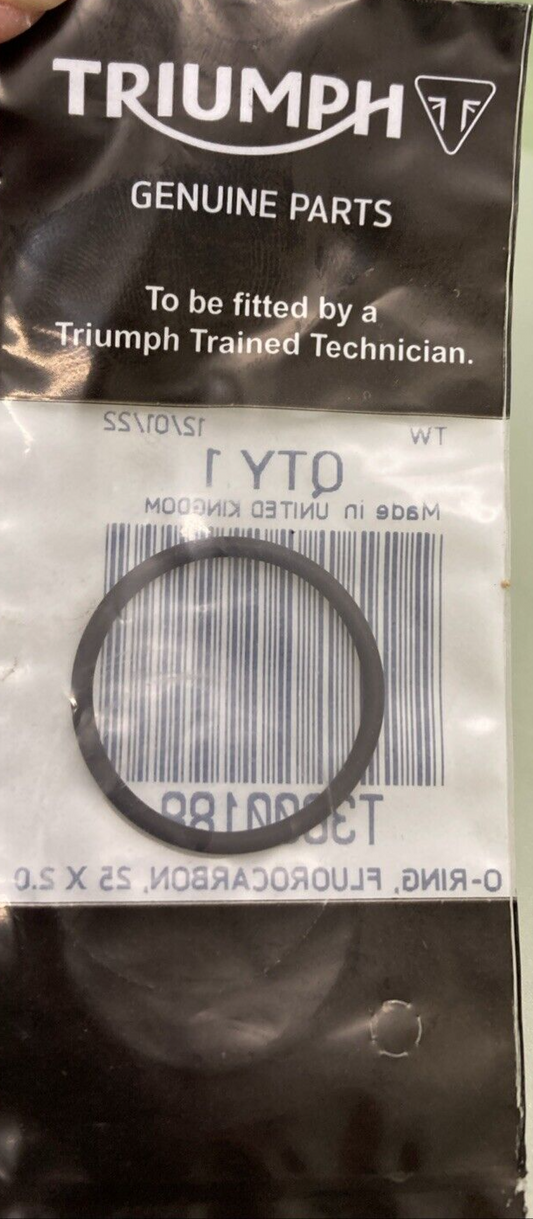 TRIUMPH
GENUINE PARTS
To be fitted by a
Triumph Trained Technician.
TW 12/01/22
QTY 1
Made in UNITED KINGDOM
O-RING, FLUOROCARBON, 25 X 2.0